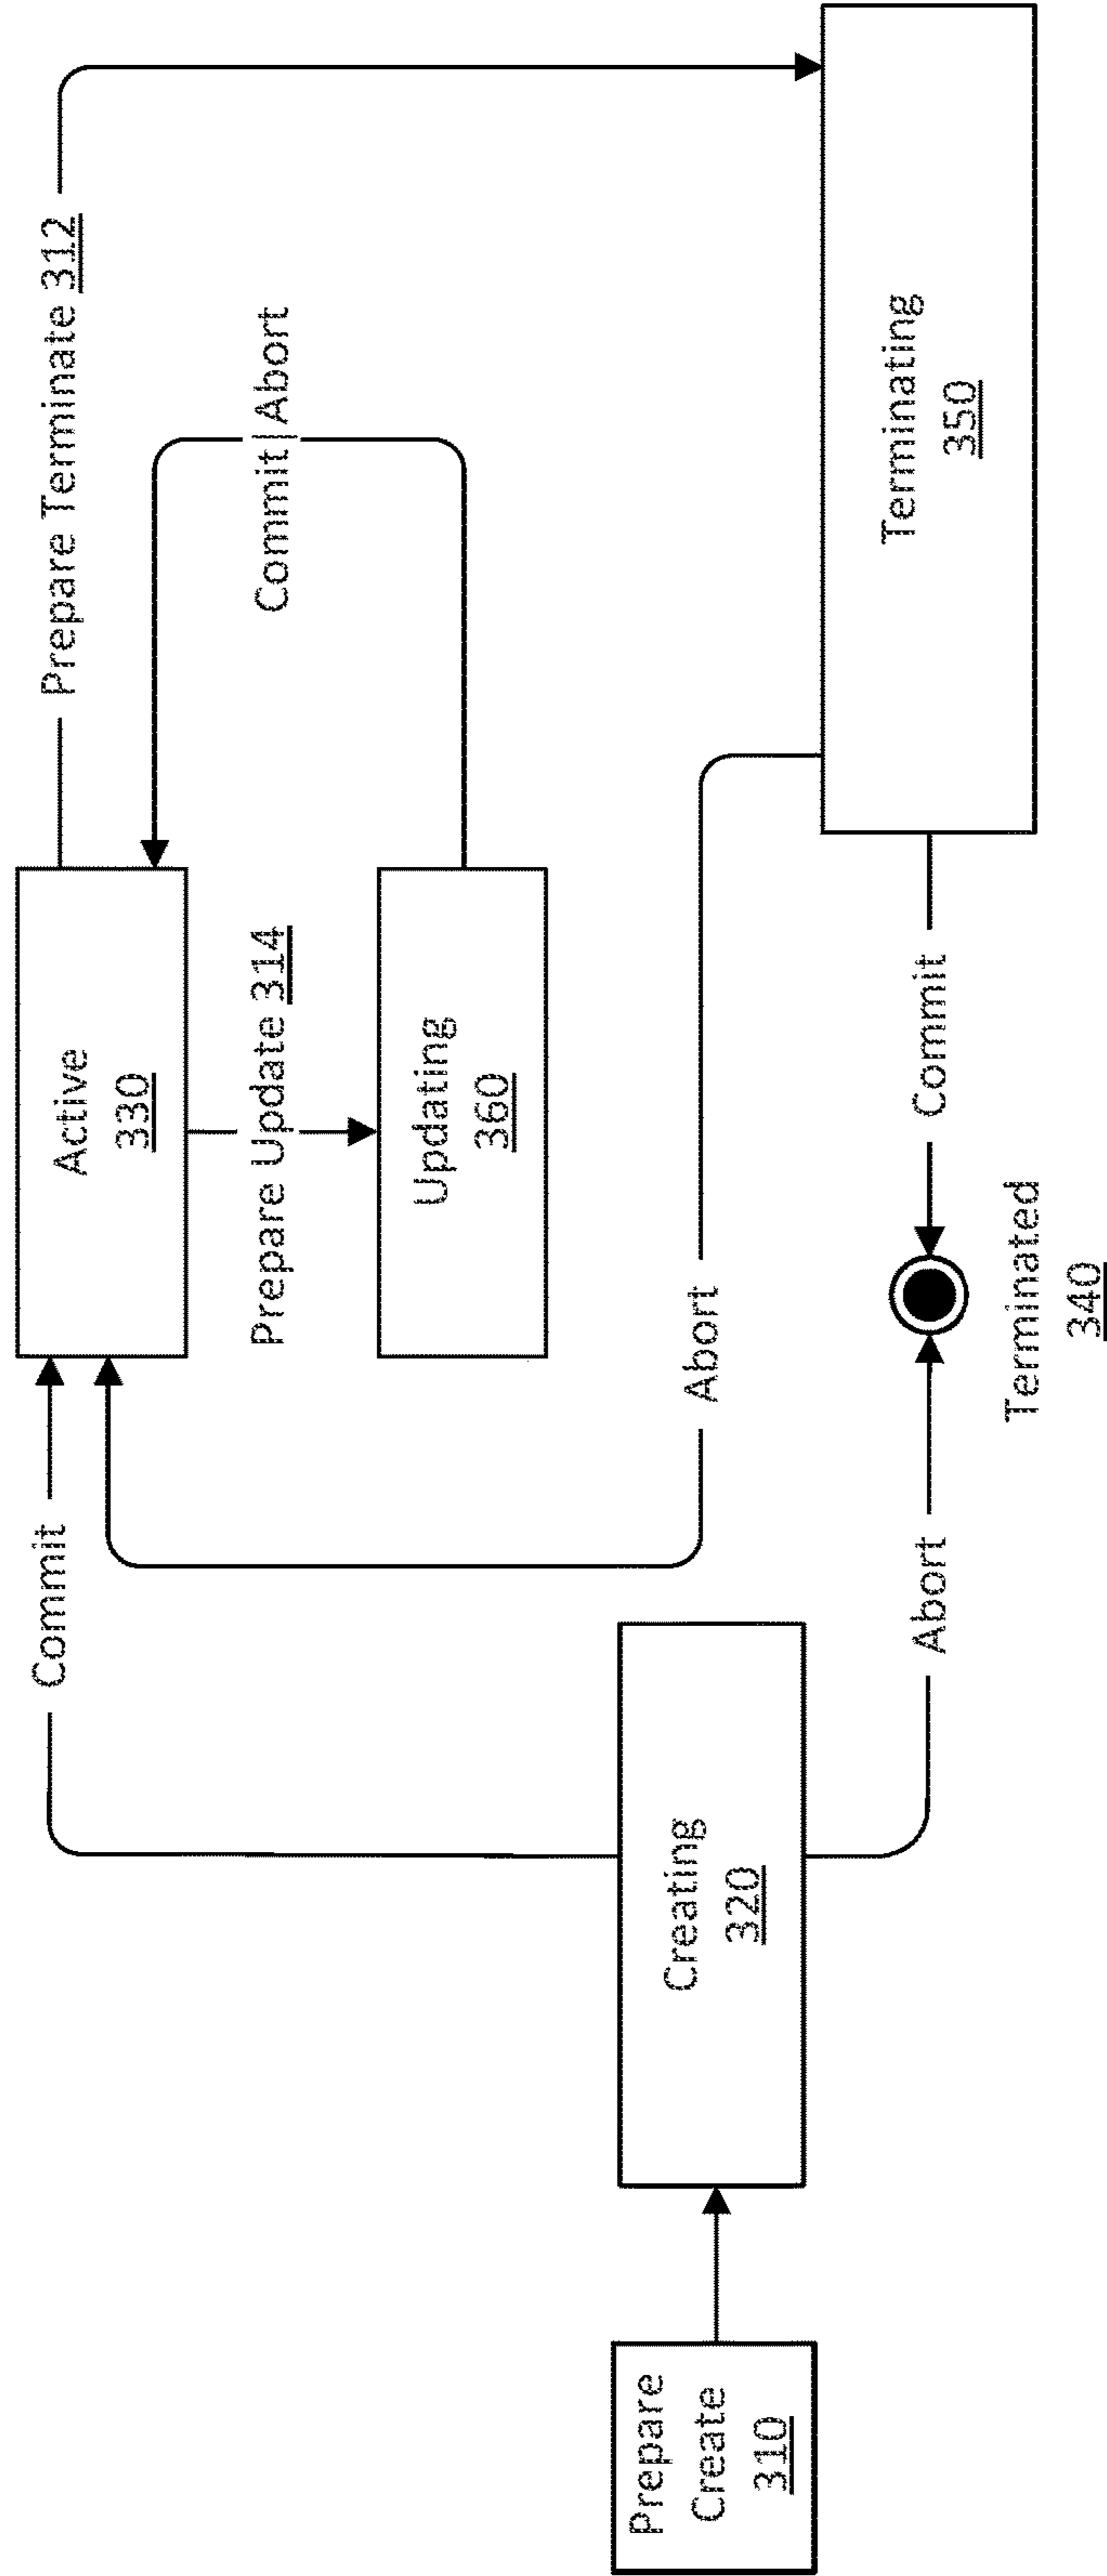 Prepare
Create
310
Creating
320
Commit
Abort
Active
330
Prepare Update 314
Updating
360
Commit|Abort
Prepare Terminate 312
Abort
Terminated
340
Commit
Terminating
350